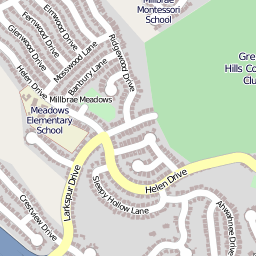 Millbrae
Montessori
School
Elmwood Drive
Fernwood Drive
Glenwood Drive
Helen Drive
Mosswood Lane
Banbury Lane
Ridgewood Drive
Gre
Hills Co
Clu
Millbrae Meadows
Meadows
Elementary
School
Larkspur Drive
Crestview Drive
Sleepy Hollow Lane
Helen Drive
Ahwahnee Drive